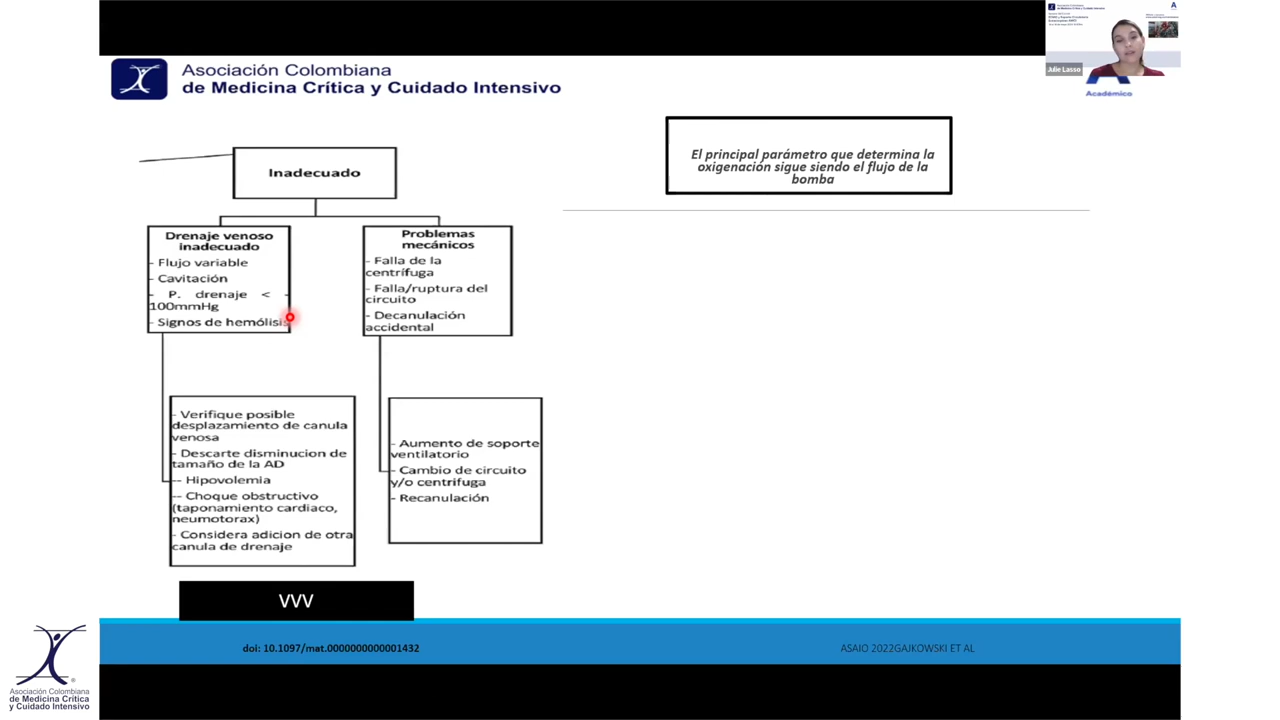 Asociación Colombiana
de Medicina Crítica y Cuidado Intensivo
Julie Lasso
Académico
El principal parámetro que determina la
oxigenación sigue siendo el flujo de la
bomba
Inadecuado
Drenaje venoso
inadecuado
- Flujo variable
- Cavitación
- P. drenaje < -
100mmHg
- Signos de hemólisis
Problemas
mecánicos
- Falla de la
centrífuga
- Falla/ruptura del
circuito
- Decanulación
accidental
- Verifique posible
desplazamiento de canula
venosa
- Descarte disminucion de
tamaño de la AD
-- Hipovolemia
-- Choque obstructivo
(taponamiento cardiaco,
neumotorax)
- Considera adicion de otra
canula de drenaje
- Aumento de soporte
ventilatorio
- Cambio de circuito
y/o centrifuga
- Recanulación
VVV
doi: 10.1097/mat.0000000000001432
ASAIO 2022GAJKOWSKI ET AL
Asociación Colombiana
de Medicina Crítica
y Cuidado Intensivo